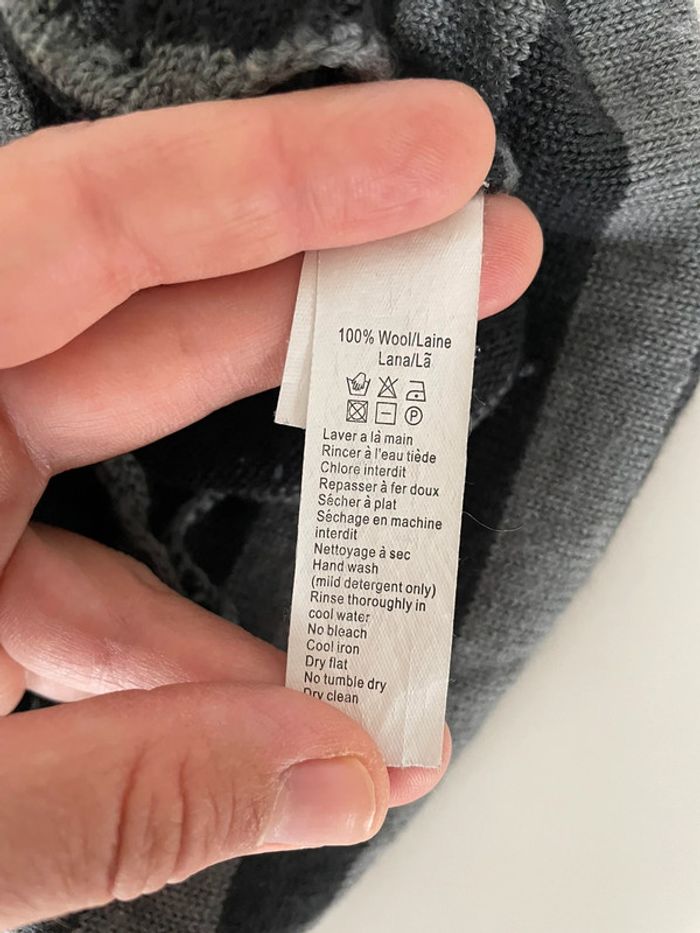 100% Wool/Laine
Lana/Lã
P
Laver a là main
Rincer à l'eau tiède
Chlore interdit
Repasser à fer doux
Sécher à plat
Séchage en machine
interdit
Nettoyage à sec
Hand wash
(mild detergent only)
Rinse thoroughly in
cool water
No bleach
Cool iron
Dry flat
No tumble dry
Dry clean